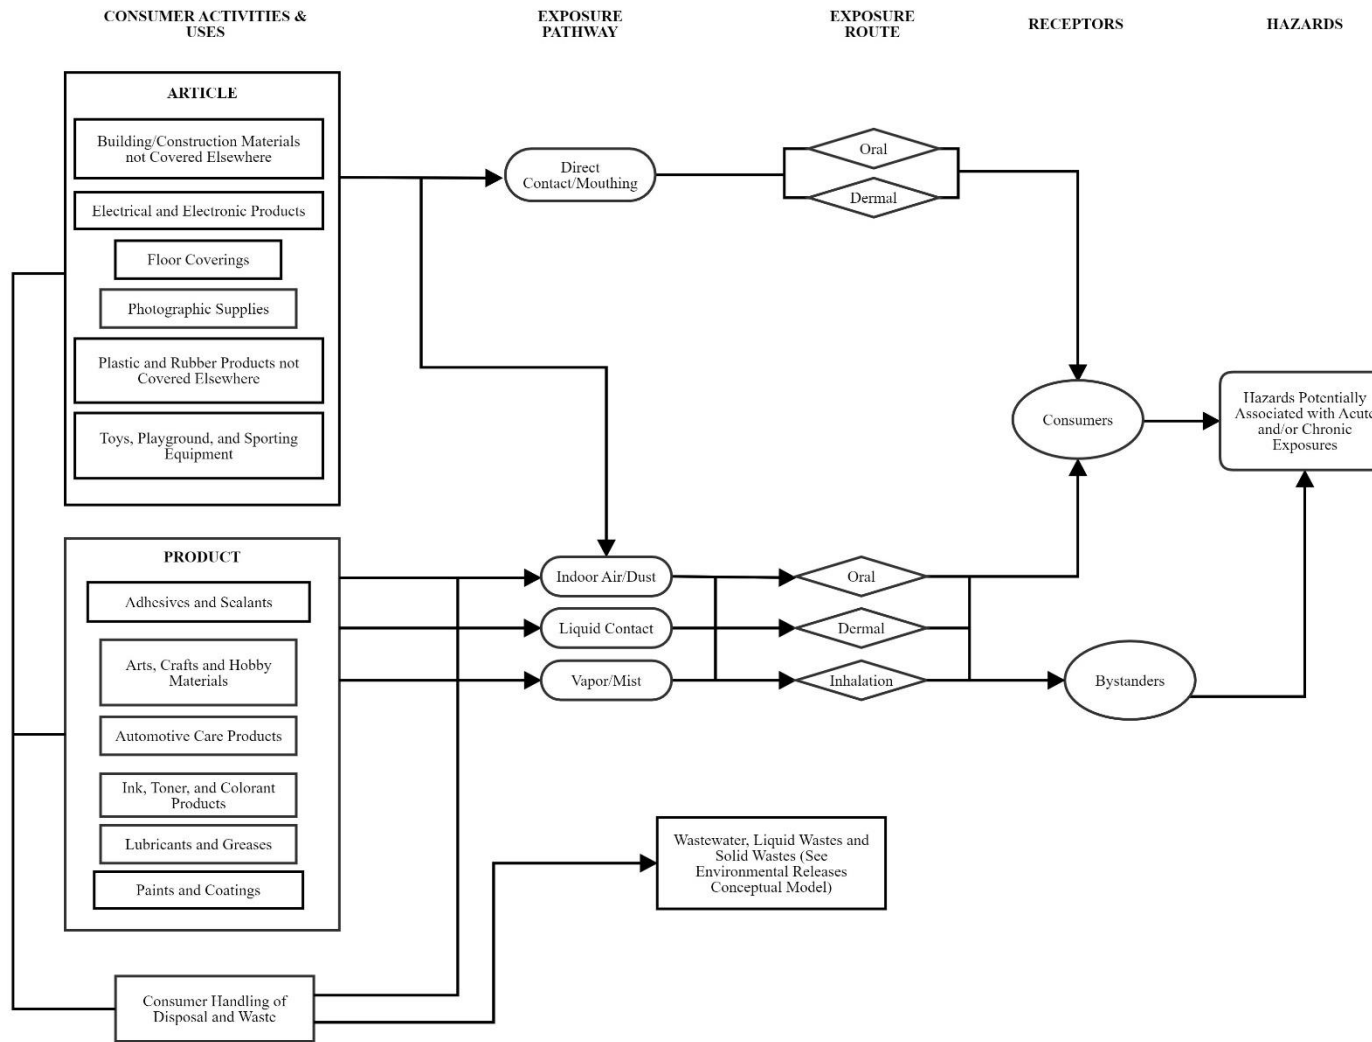 CONSUMER ACTIVITIES &
USES
EXPOSURE
PATHWAY
EXPOSURE
ROUTE
RECEPTORS
HAZARDS
ARTICLE
Building/Construction Materials
not Covered Elsewhere
Electrical and Electronic Products
Floor Coverings
Photographic Supplies
Plastic and Rubber Products not
Covered Elsewhere
Toys, Playground, and Sporting
Equipment
Direct
Contact/Mouthing
Oral
Dermal
Consumers
Hazards Potentially
Associated with Acute
and/or Chronic
Exposures
PRODUCT
Adhesives and Sealants
Arts, Crafts and Hobby
Materials
Automotive Care Products
Ink, Toner, and Colorant
Products
Lubricants and Greases
Paints and Coatings
Indoor Air/Dust
Liquid Contact
Vapor/Mist
Oral
Dermal
Inhalation
Bystanders
Wastewater, Liquid Wastes and
Solid Wastes (See
Environmental Releases
Conceptual Model)
Consumer Handling of
Disposal and Waste